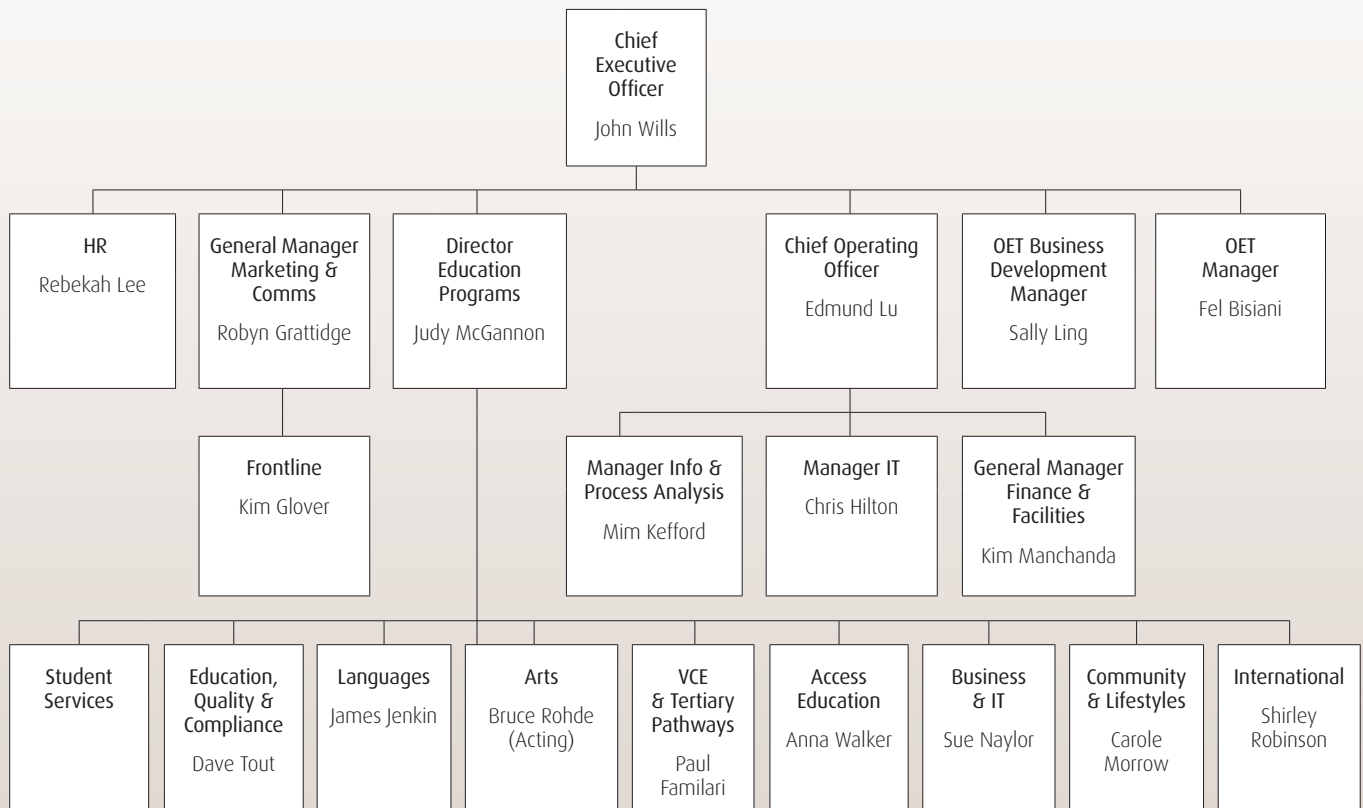 Chief
Executive
Officer
John Wills
HR
Rebekah Lee
General Manager
Marketing &
Comms
Robyn Grattidge
Director
Education
Programs
Judy McGannon
Chief Operating
Officer
Edmund Lu
OET Business
Development
Manager
Sally Ling
OET
Manager
Fel Bisiani
Frontline
Kim Glover
Manager Info &
Process Analysis
Mim Kefford
Manager IT
Chris Hilton
General Manager
Finance &
Facilities
Kim Manchanda
Student
Services
Education,
Quality &
Compliance
Dave Tout
Languages
James Jenkin
Arts
Bruce Rohde
(Acting)
VCE
& Tertiary
Pathways
Paul
Familari
Access
Education
Anna Walker
Business
& IT
Sue Naylor
Community
& Lifestyles
Carole
Morrow
International
Shirley
Robinson